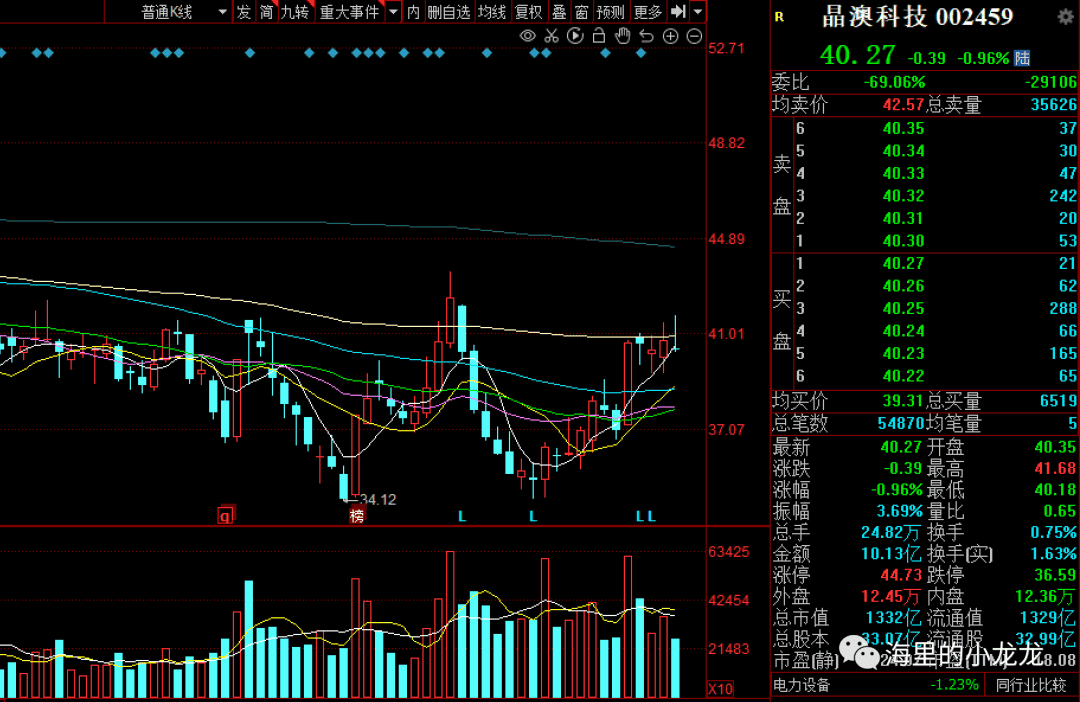 普通K线 发 简 九转 重大事件 内 删自选 均线 复权 叠 窗 预测 更多
52.71
48.82
44.89
41.01
37.07
34.12
q 榜 L L L L
63425
42454
21483
X10
R 晶澳科技 002459
40.27 -0.39 -0.96% 陆
委比 -69.06% -29106
均卖价 42.57 总卖量 35626
卖盘
6 40.35 37
5 40.34 30
4 40.33 47
3 40.32 242
2 40.31 20
1 40.30 53
买盘
1 40.27 21
2 40.26 62
3 40.25 288
4 40.24 66
5 40.23 165
6 40.22 65
均买价 39.31 总买量 6519
总笔数 54870 均笔量 5
最新 40.27 开盘 40.35
涨跌 -0.39 最高 41.68
涨幅 -0.96% 最低 40.18
振幅 3.69% 量比 0.65
总手 24.82万 换手 0.75%
金额 10.13亿 换手(实) 1.63%
涨停 44.73 跌停 36.59
外盘 12.45万 内盘 12.36万
总市值 1332亿 流通值 1329亿
总股本 33.07亿 流通股 32.99亿
市盈(静)
海里的小龙龙
电力设备 -1.23% 同行业比较